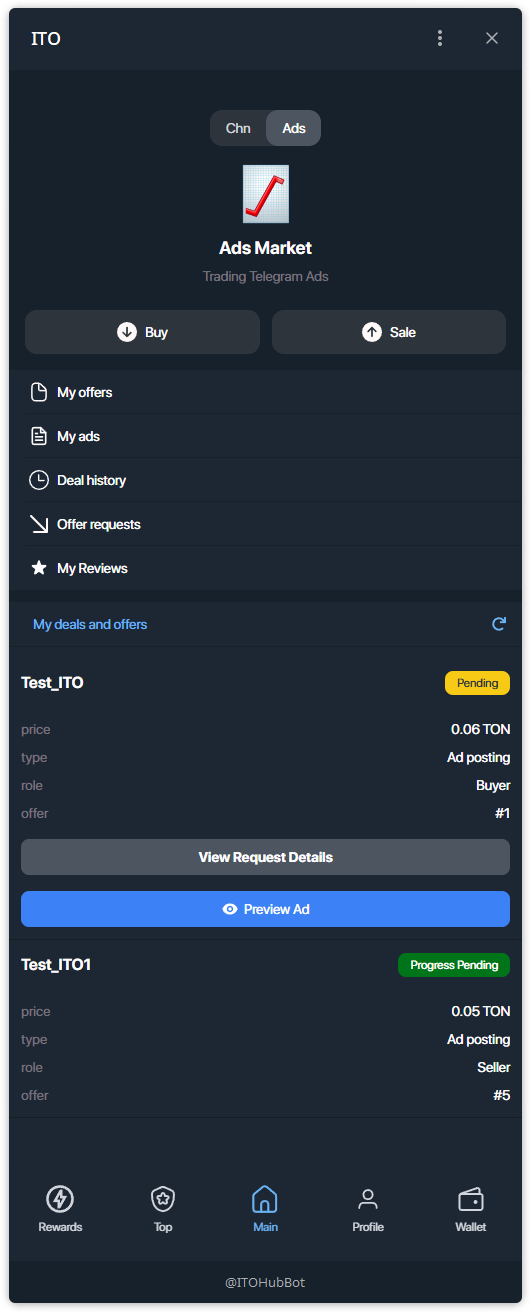 ITO
Chn Ads
Ads Market
Trading Telegram Ads
Buy Sale
My offers
My ads
Deal history
Offer requests
My Reviews
My deals and offers
Test_ITO Pending
price 0.06 TON
type Ad posting
role Buyer
offer #1
View Request Details
Preview Ad
Test_ITO1 Progress Pending
price 0.05 TON
type Ad posting
role Seller
offer #5
Rewards Top Main Profile Wallet
@ITOHubBot